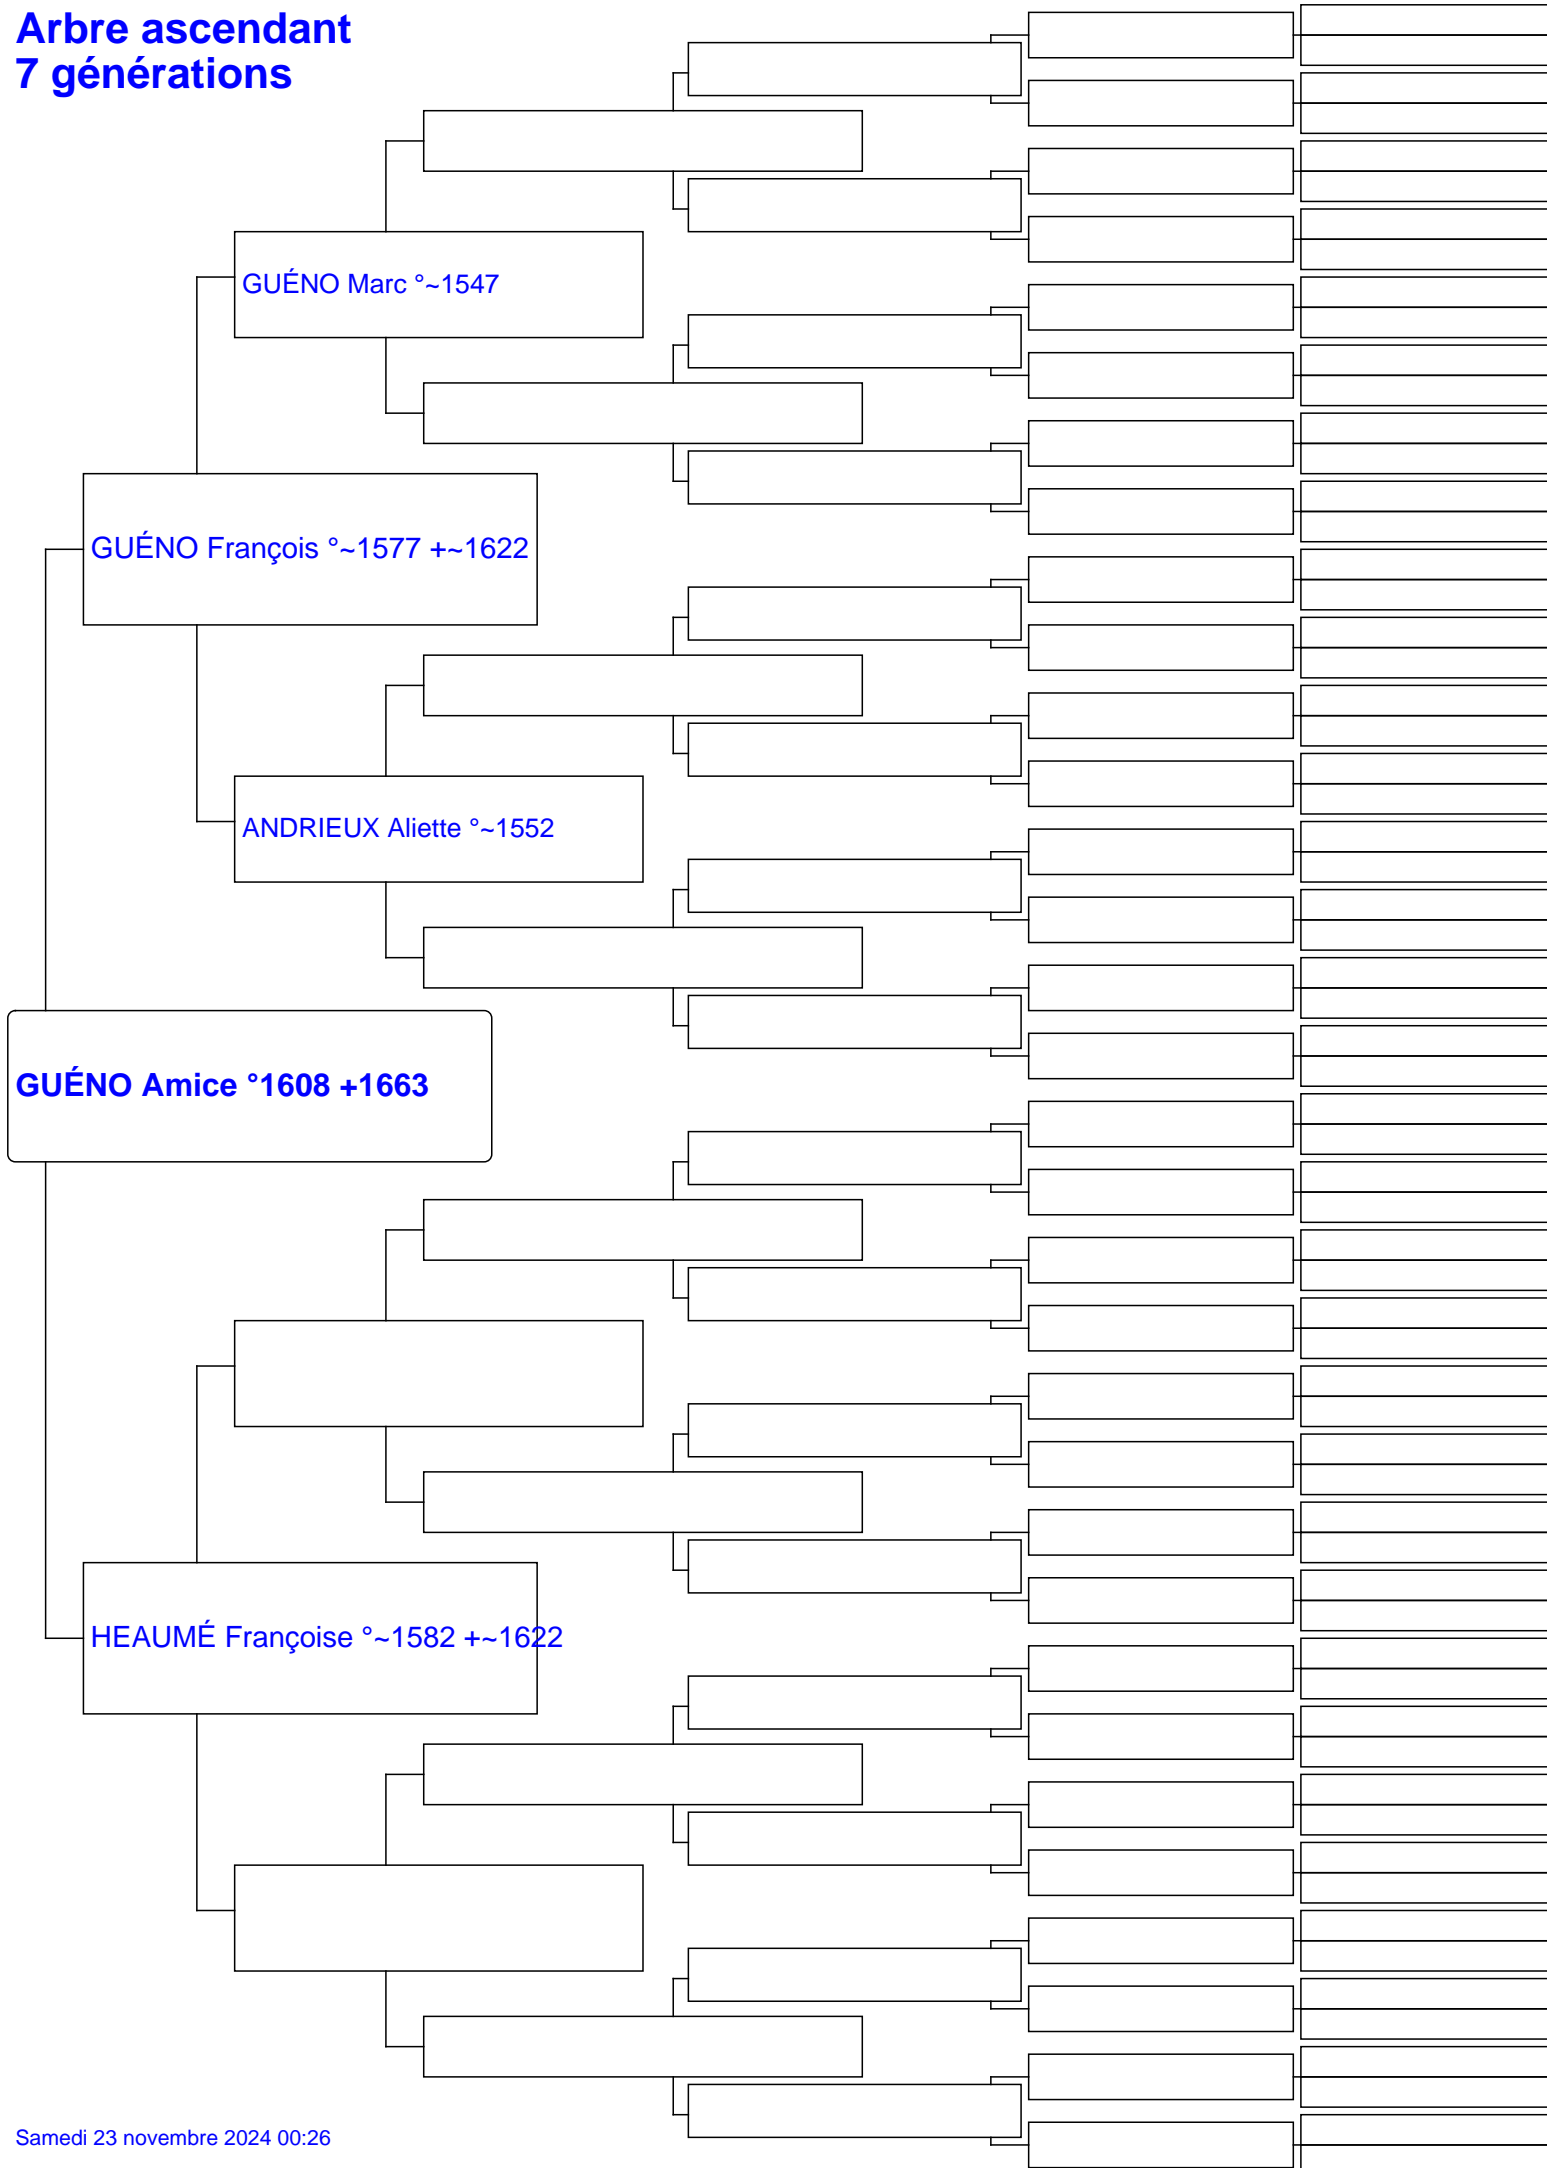 Arbre ascendant
7 générations
GUÉNO Marc °~1547
GUÉNO François °~1577 +~1622
ANDRIEUX Aliette °~1552
GUÉNO Amice °1608 +1663
HEAUMÉ Françoise °~1582 +~1622
Samedi 23 novembre 2024 00:26